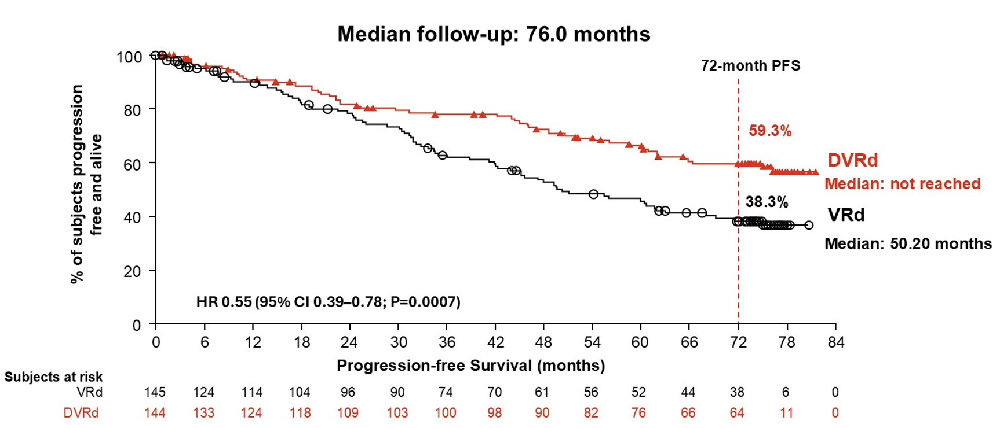 Median follow-up: 76.0 months
72-month PFS
% of subjects progression
free and alive
100
80
60
40
20
0
59.3%
DVRd
Median: not reached
38.3%
VRd
Median: 50.20 months
HR 0.55 (95% CI 0.39–0.78; P=0.0007)
0 6 12 18 24 30 36 42 48 54 60 66 72 78 84
Progression-free Survival (months)
Subjects at risk
VRd 145 124 114 104 96 90 74 70 61 56 52 44 38 6 0
DVRd 144 133 124 118 109 103 100 98 90 82 76 66 64 11 0